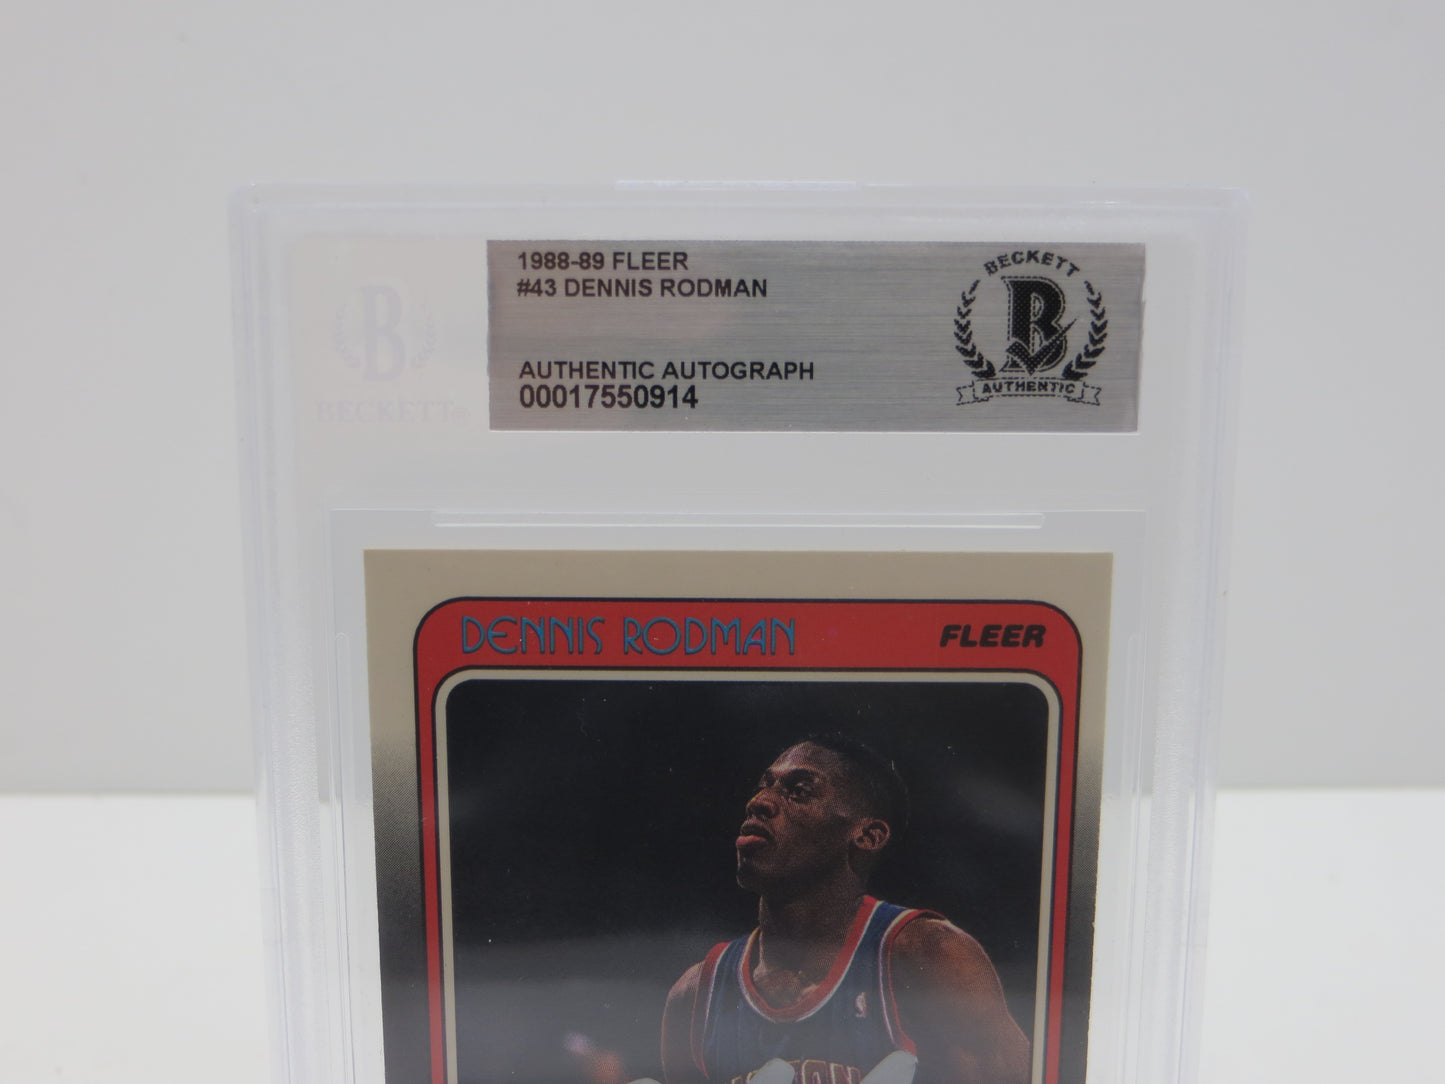 1988-89 FLEER
#43 DENNIS RODMAN
AUTHENTIC AUTOGRAPH
00017550914
BECKETT
B
AUTHENTIC
B
BECKETT®
DENNIS RODMAN
FLEER